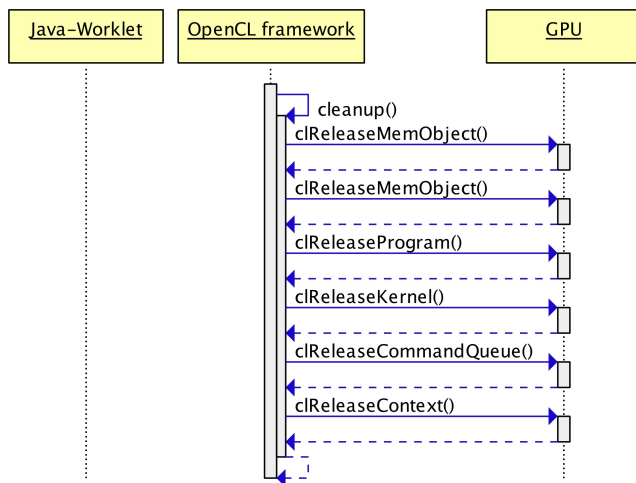 Java-Worklet
OpenCL framework
GPU
cleanup()
clReleaseMemObject()
clReleaseMemObject()
clReleaseProgram()
clReleaseKernel()
clReleaseCommandQueue()
clReleaseContext()